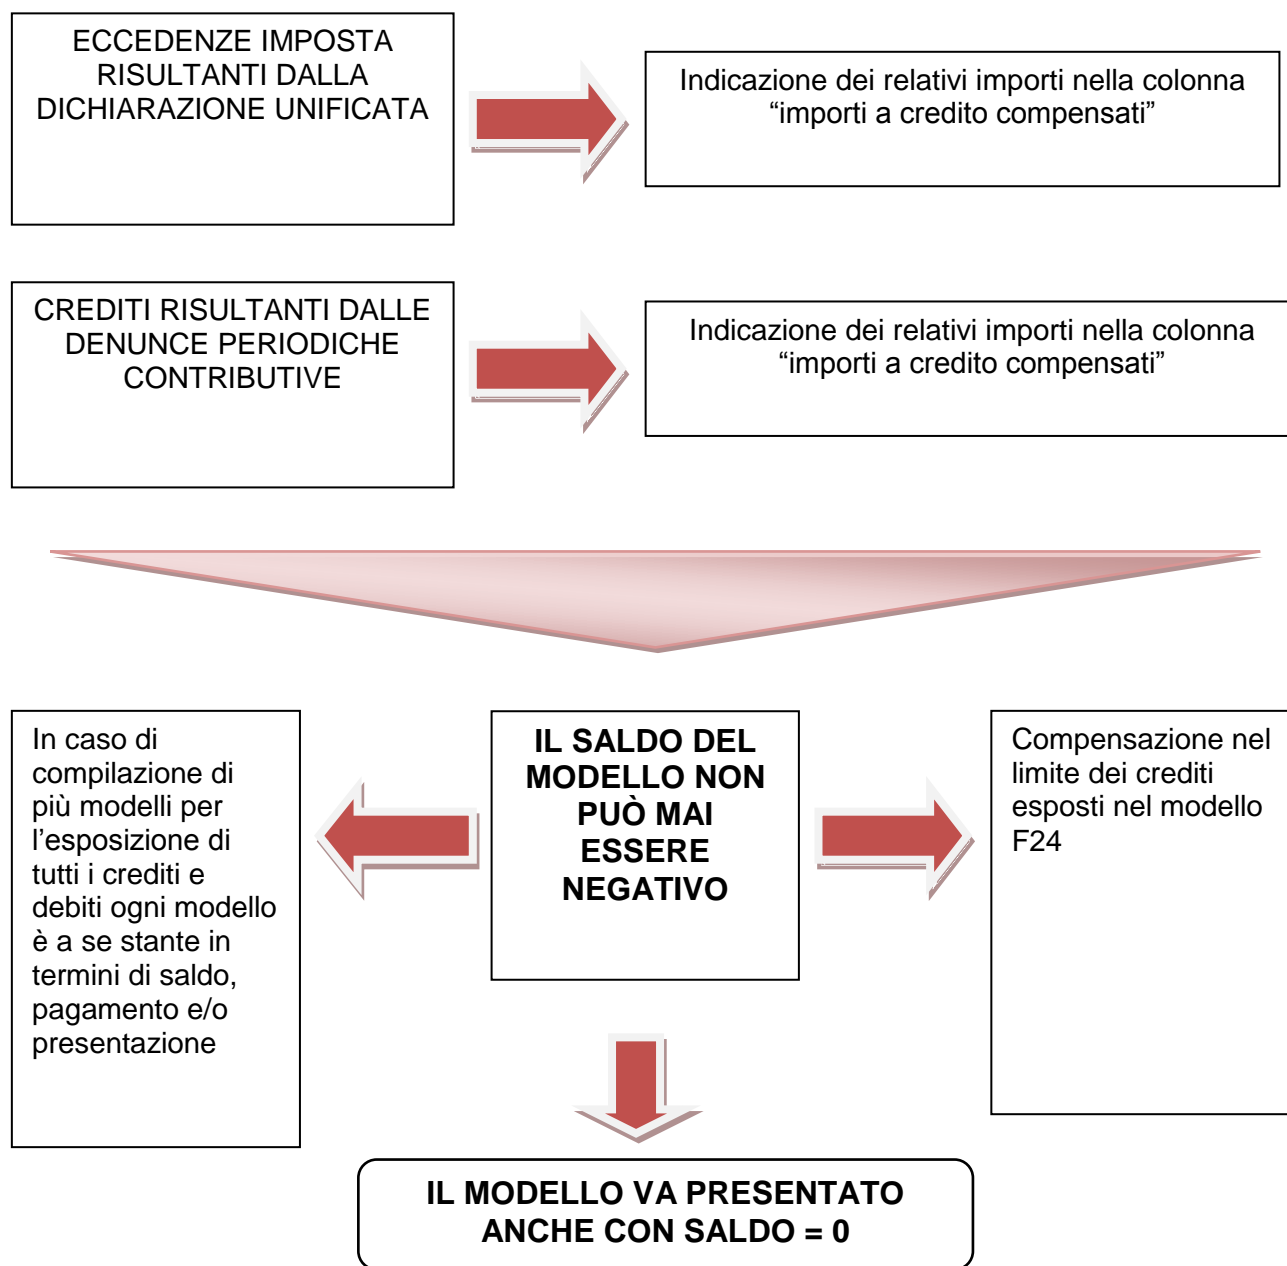 ECCEDENZE IMPOSTA
RISULTANTI DALLA
DICHIARAZIONE UNIFICATA
Indicazione dei relativi importi nella colonna
“importi a credito compensati”
CREDITI RISULTANTI DALLE
DENUNCE PERIODICHE
CONTRIBUTIVE
Indicazione dei relativi importi nella colonna
“importi a credito compensati”
In caso di
compilazione di
più modelli per
l’esposizione di
tutti i crediti e
debiti ogni modello
è a se stante in
termini di saldo,
pagamento e/o
presentazione
IL SALDO DEL
MODELLO NON
PUÒ MAI
ESSERE
NEGATIVO
Compensazione nel
limite dei crediti
esposti nel modello
F24
IL MODELLO VA PRESENTATO
ANCHE CON SALDO = 0